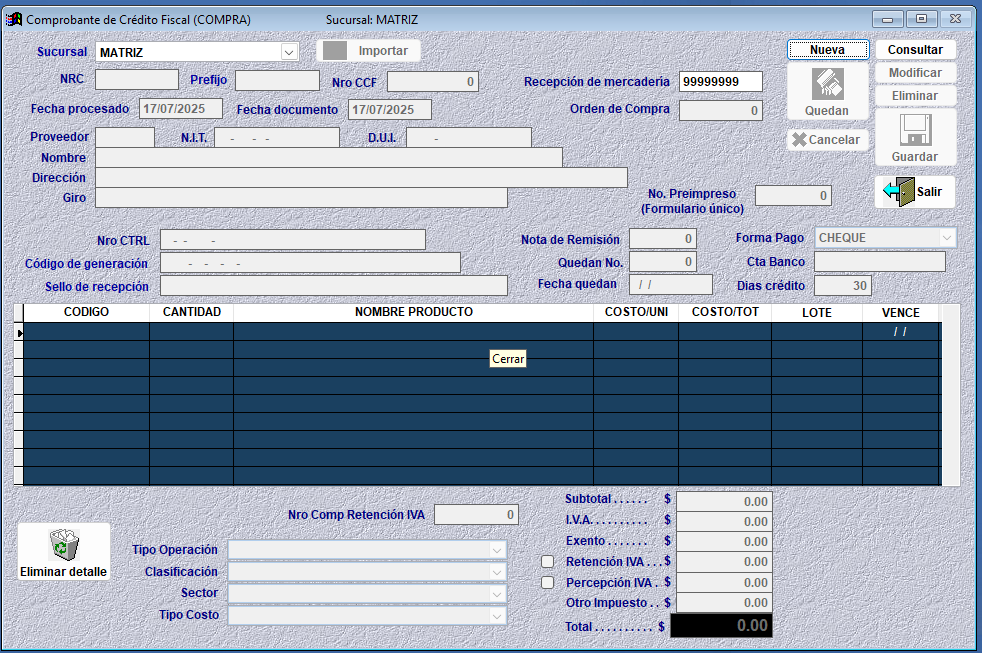 Comprobante de Crédito Fiscal (COMPRA) Sucursal: MATRIZ
Sucursal MATRIZ Importar Nueva Consultar
NRC Prefijo Nro CCF 0 Recepción de mercaderia 99999999 Modificar
Fecha procesado 17/07/2025 Fecha documento 17/07/2025 Orden de Compra 0 Quedan Eliminar
Proveedor N.I.T. - - - D.U.I. - Cancelar Guardar
Nombre
Dirección
Giro No. Preimpreso 0 Salir
(Formulario único)
Nro CTRL - - - Nota de Remisión 0 Forma Pago CHEQUE
Código de generación - - - - Quedan No. 0 Cta Banco
Sello de recepción Fecha quedan / / Dias crédito 30
CODIGO CANTIDAD NOMBRE PRODUCTO COSTO/UNI COSTO/TOT LOTE VENCE
/ /
Cerrar
Nro Comp Retención IVA 0 Subtotal . . . . . . $ 0.00
I.V.A. . . . . . . . . . $ 0.00
Eliminar detalle Tipo Operación Exento . . . . . . . $ 0.00
Clasificación Retención IVA . . . $ 0.00
Sector Percepción IVA . $ 0.00
Tipo Costo Otro Impuesto . . $ 0.00
Total . . . . . . . . . . $ 0.00